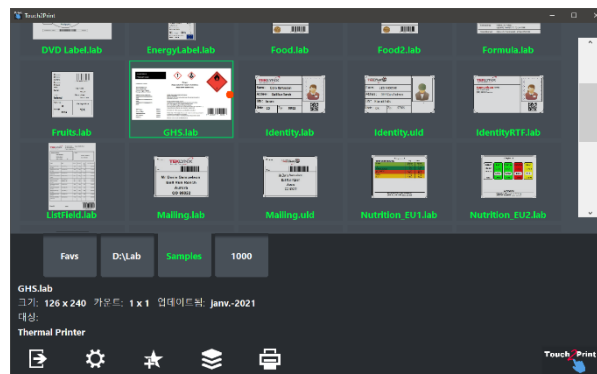 Touch2Print
DVD Label.lab
EnergyLabel.lab
Food.lab
Food2.lab
Formula.lab
Fruits.lab
GHS.lab
Identity.lab
Identity.uld
IdentityRTF.lab
ListField.lab
Mailing.lab
Mailing.uld
Nutrition_EU1.lab
Nutrition_EU2.lab
Favs
D:\Lab
Samples
1000
GHS.lab
크기: 126 x 240 카운트: 1 x 1 업데이트됨: janv.-2021
대상:
Thermal Printer
Touch2Print